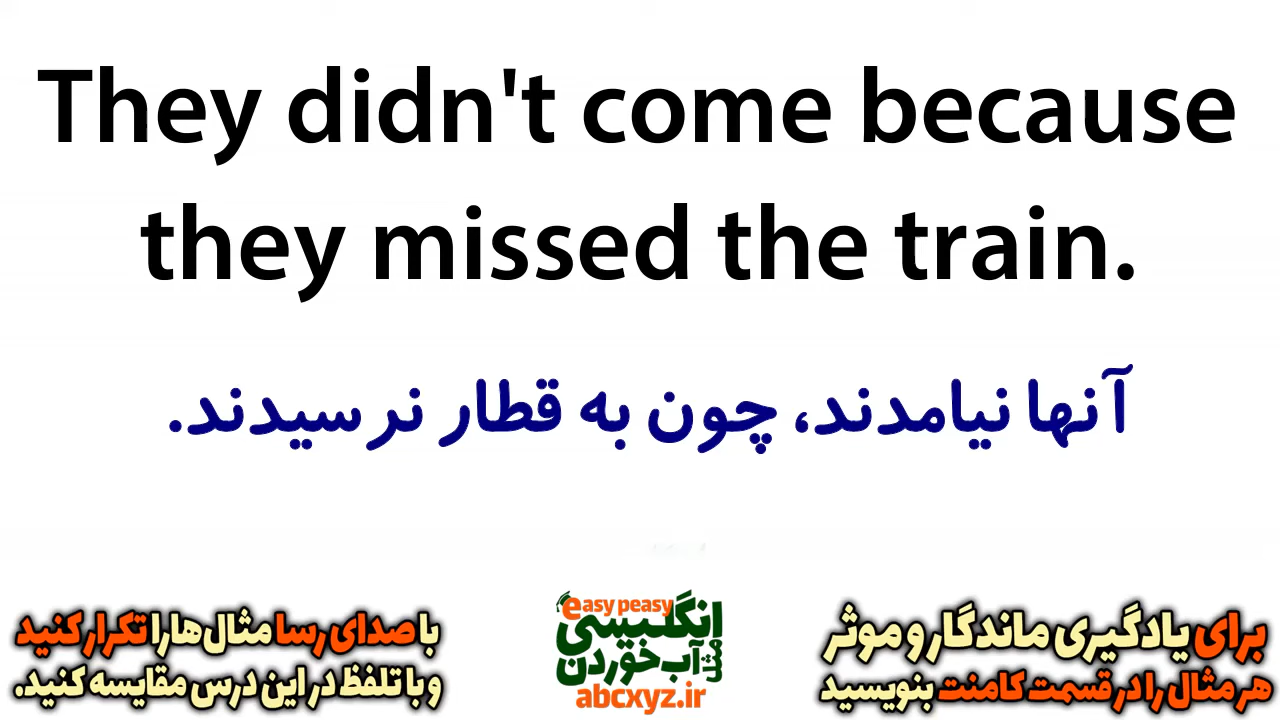 They didn't come because
they missed the train.
آنها نیامدند، چون به قطار نرسیدند.
برای یادگیری ماندگار و موثر
هر مثال را در قسمت کامنت بنویسید
easy peasy
انگلیسی
مثل آب خوردن
abcxyz.ir
با صدای رسا مثال‌ها را تکرار کنید
و با تلفظ در این درس مقایسه کنید.